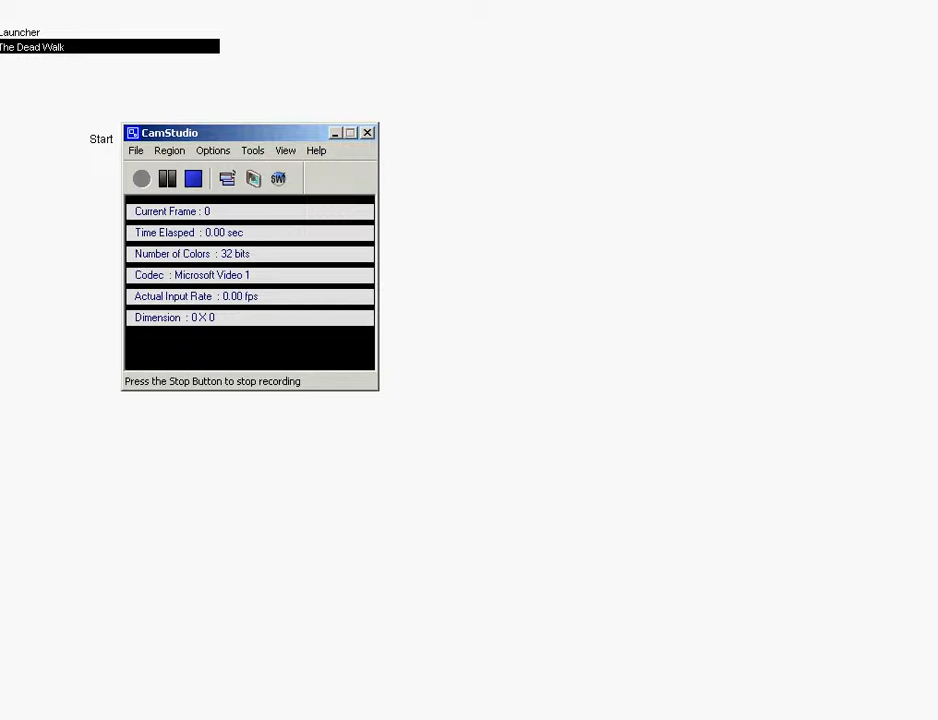 Launcher
The Dead Walk
Start
CamStudio
File Region Options Tools View Help
SWF
Current Frame : 0
Time Elasped : 0.00 sec
Number of Colors : 32 bits
Codec : Microsoft Video 1
Actual Input Rate : 0.00 fps
Dimension : 0 X 0
Press the Stop Button to stop recording